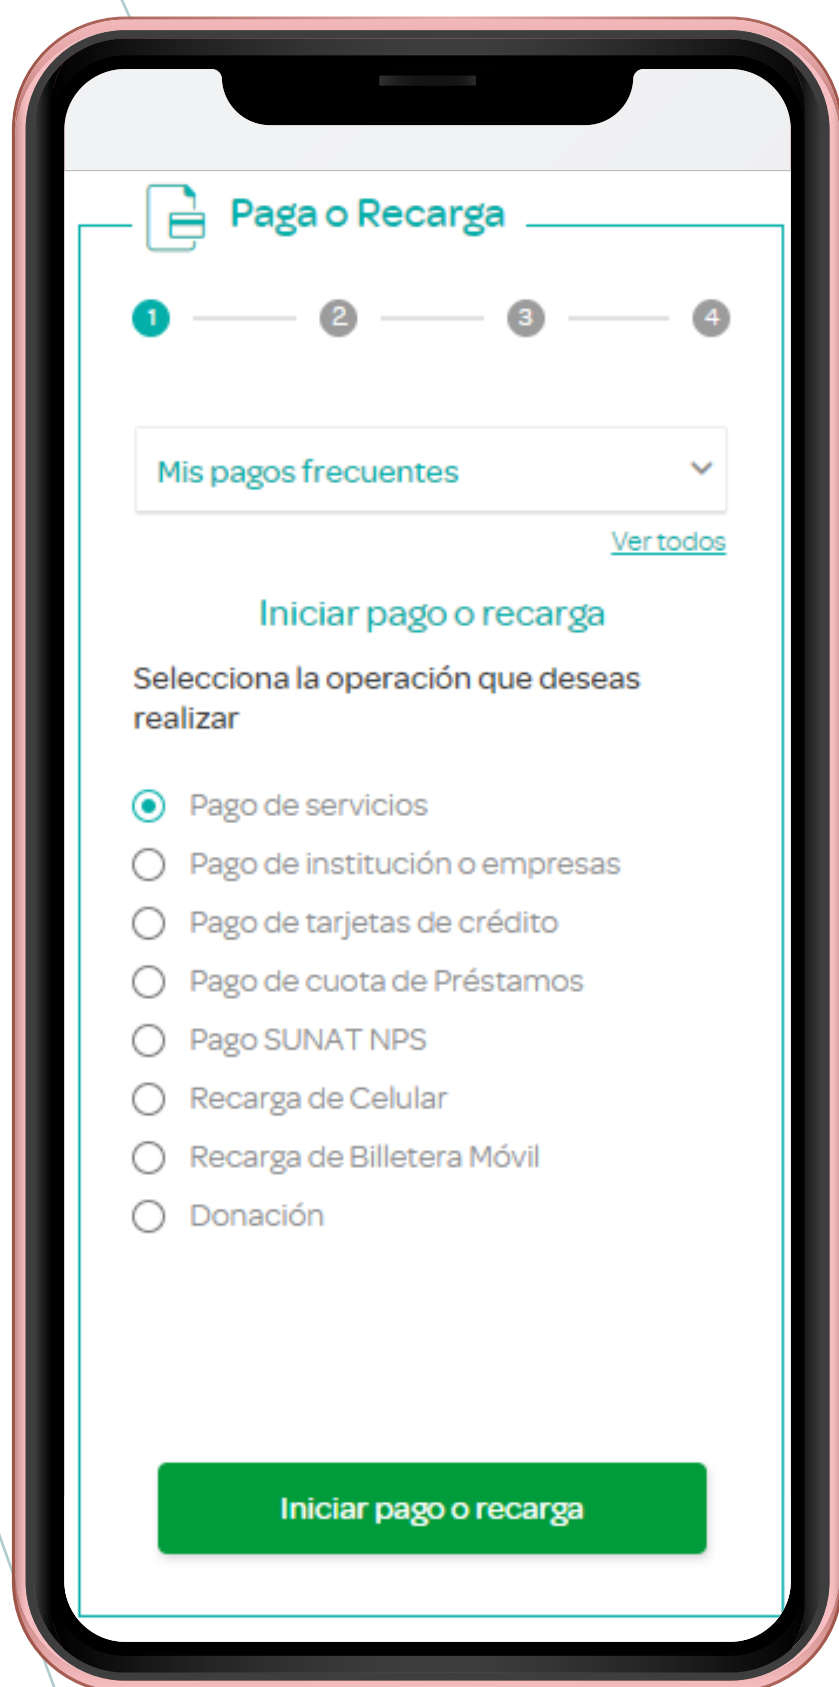 Paga o Recarga
1 2 3 4
Mis pagos frecuentes
Ver todos
Iniciar pago o recarga
Selecciona la operación que deseas
realizar
Pago de servicios
Pago de institución o empresas
Pago de tarjetas de crédito
Pago de cuota de Préstamos
Pago SUNAT NPS
Recarga de Celular
Recarga de Billetera Móvil
Donación
Iniciar pago o recarga